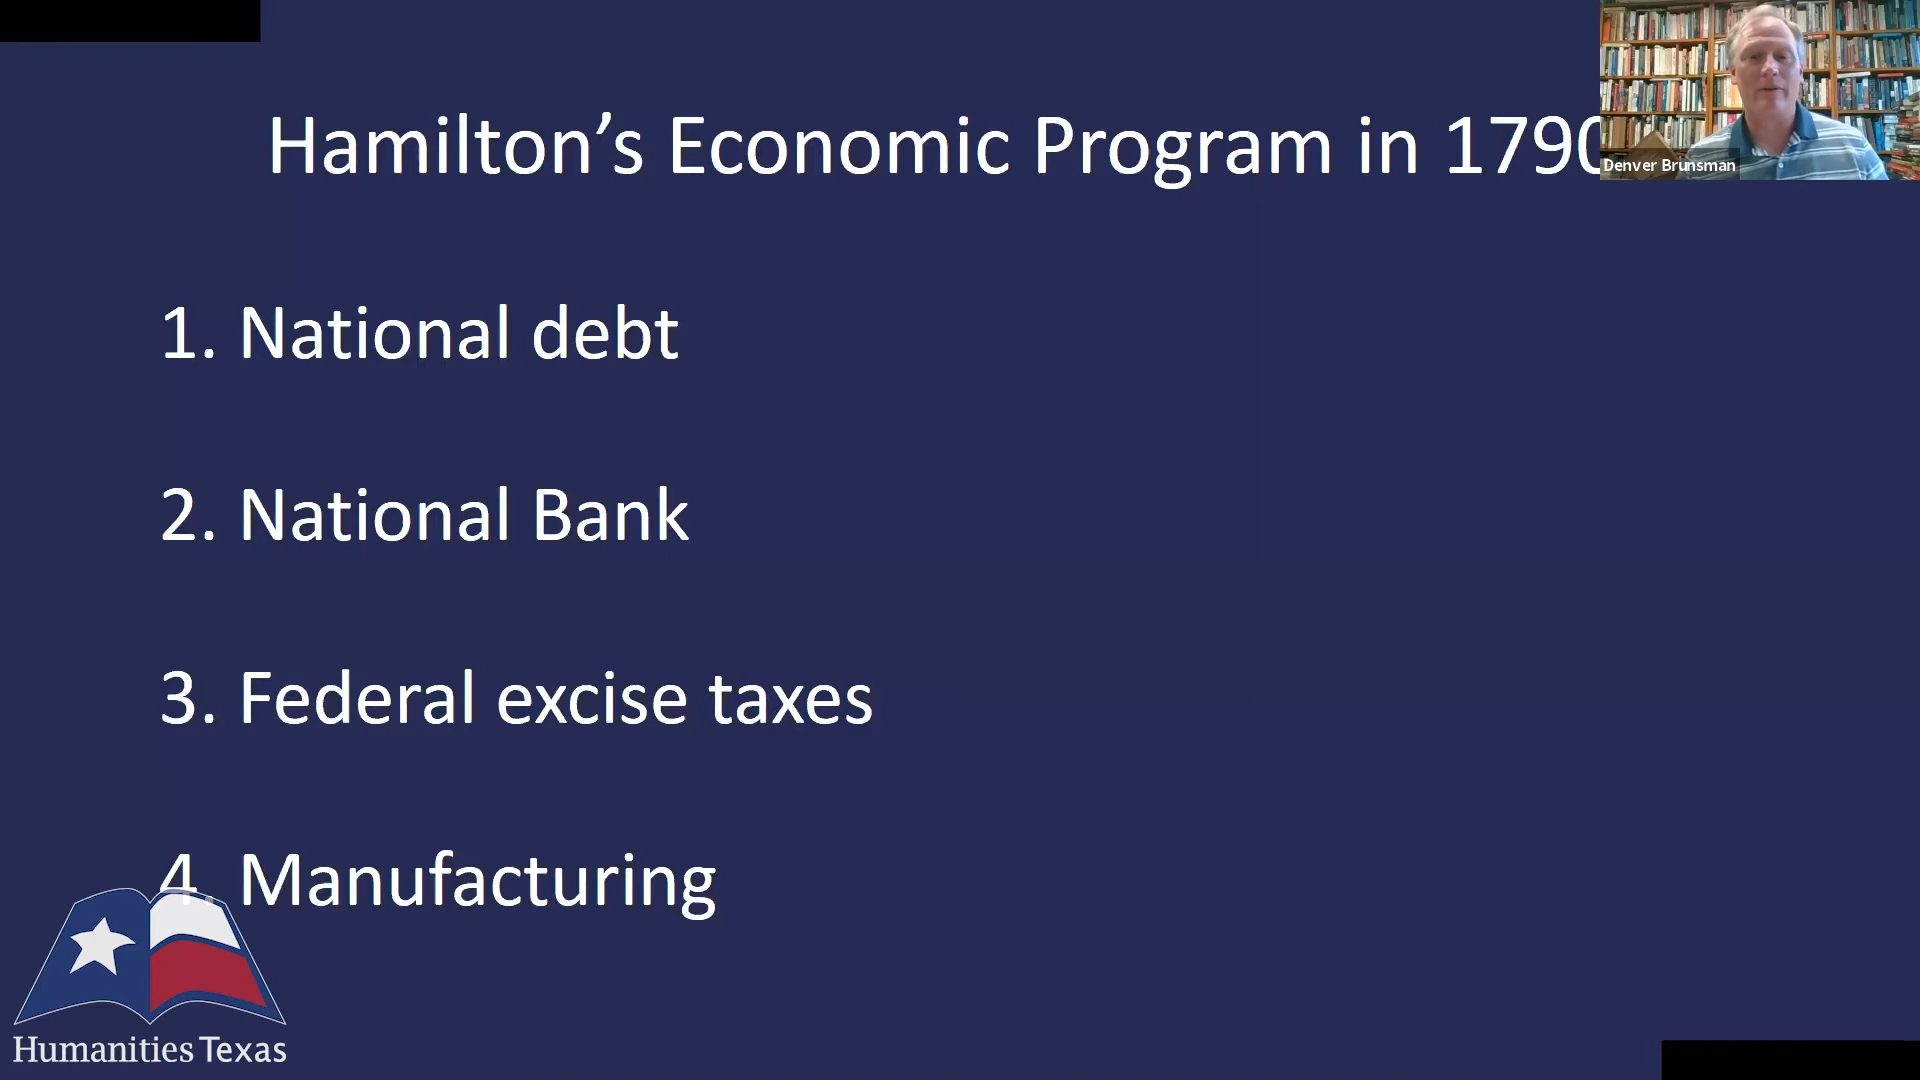 Hamilton’s Economic Program in 1790
Denver Brunsman
1. National debt
2. National Bank
3. Federal excise taxes
4. Manufacturing
Humanities Texas